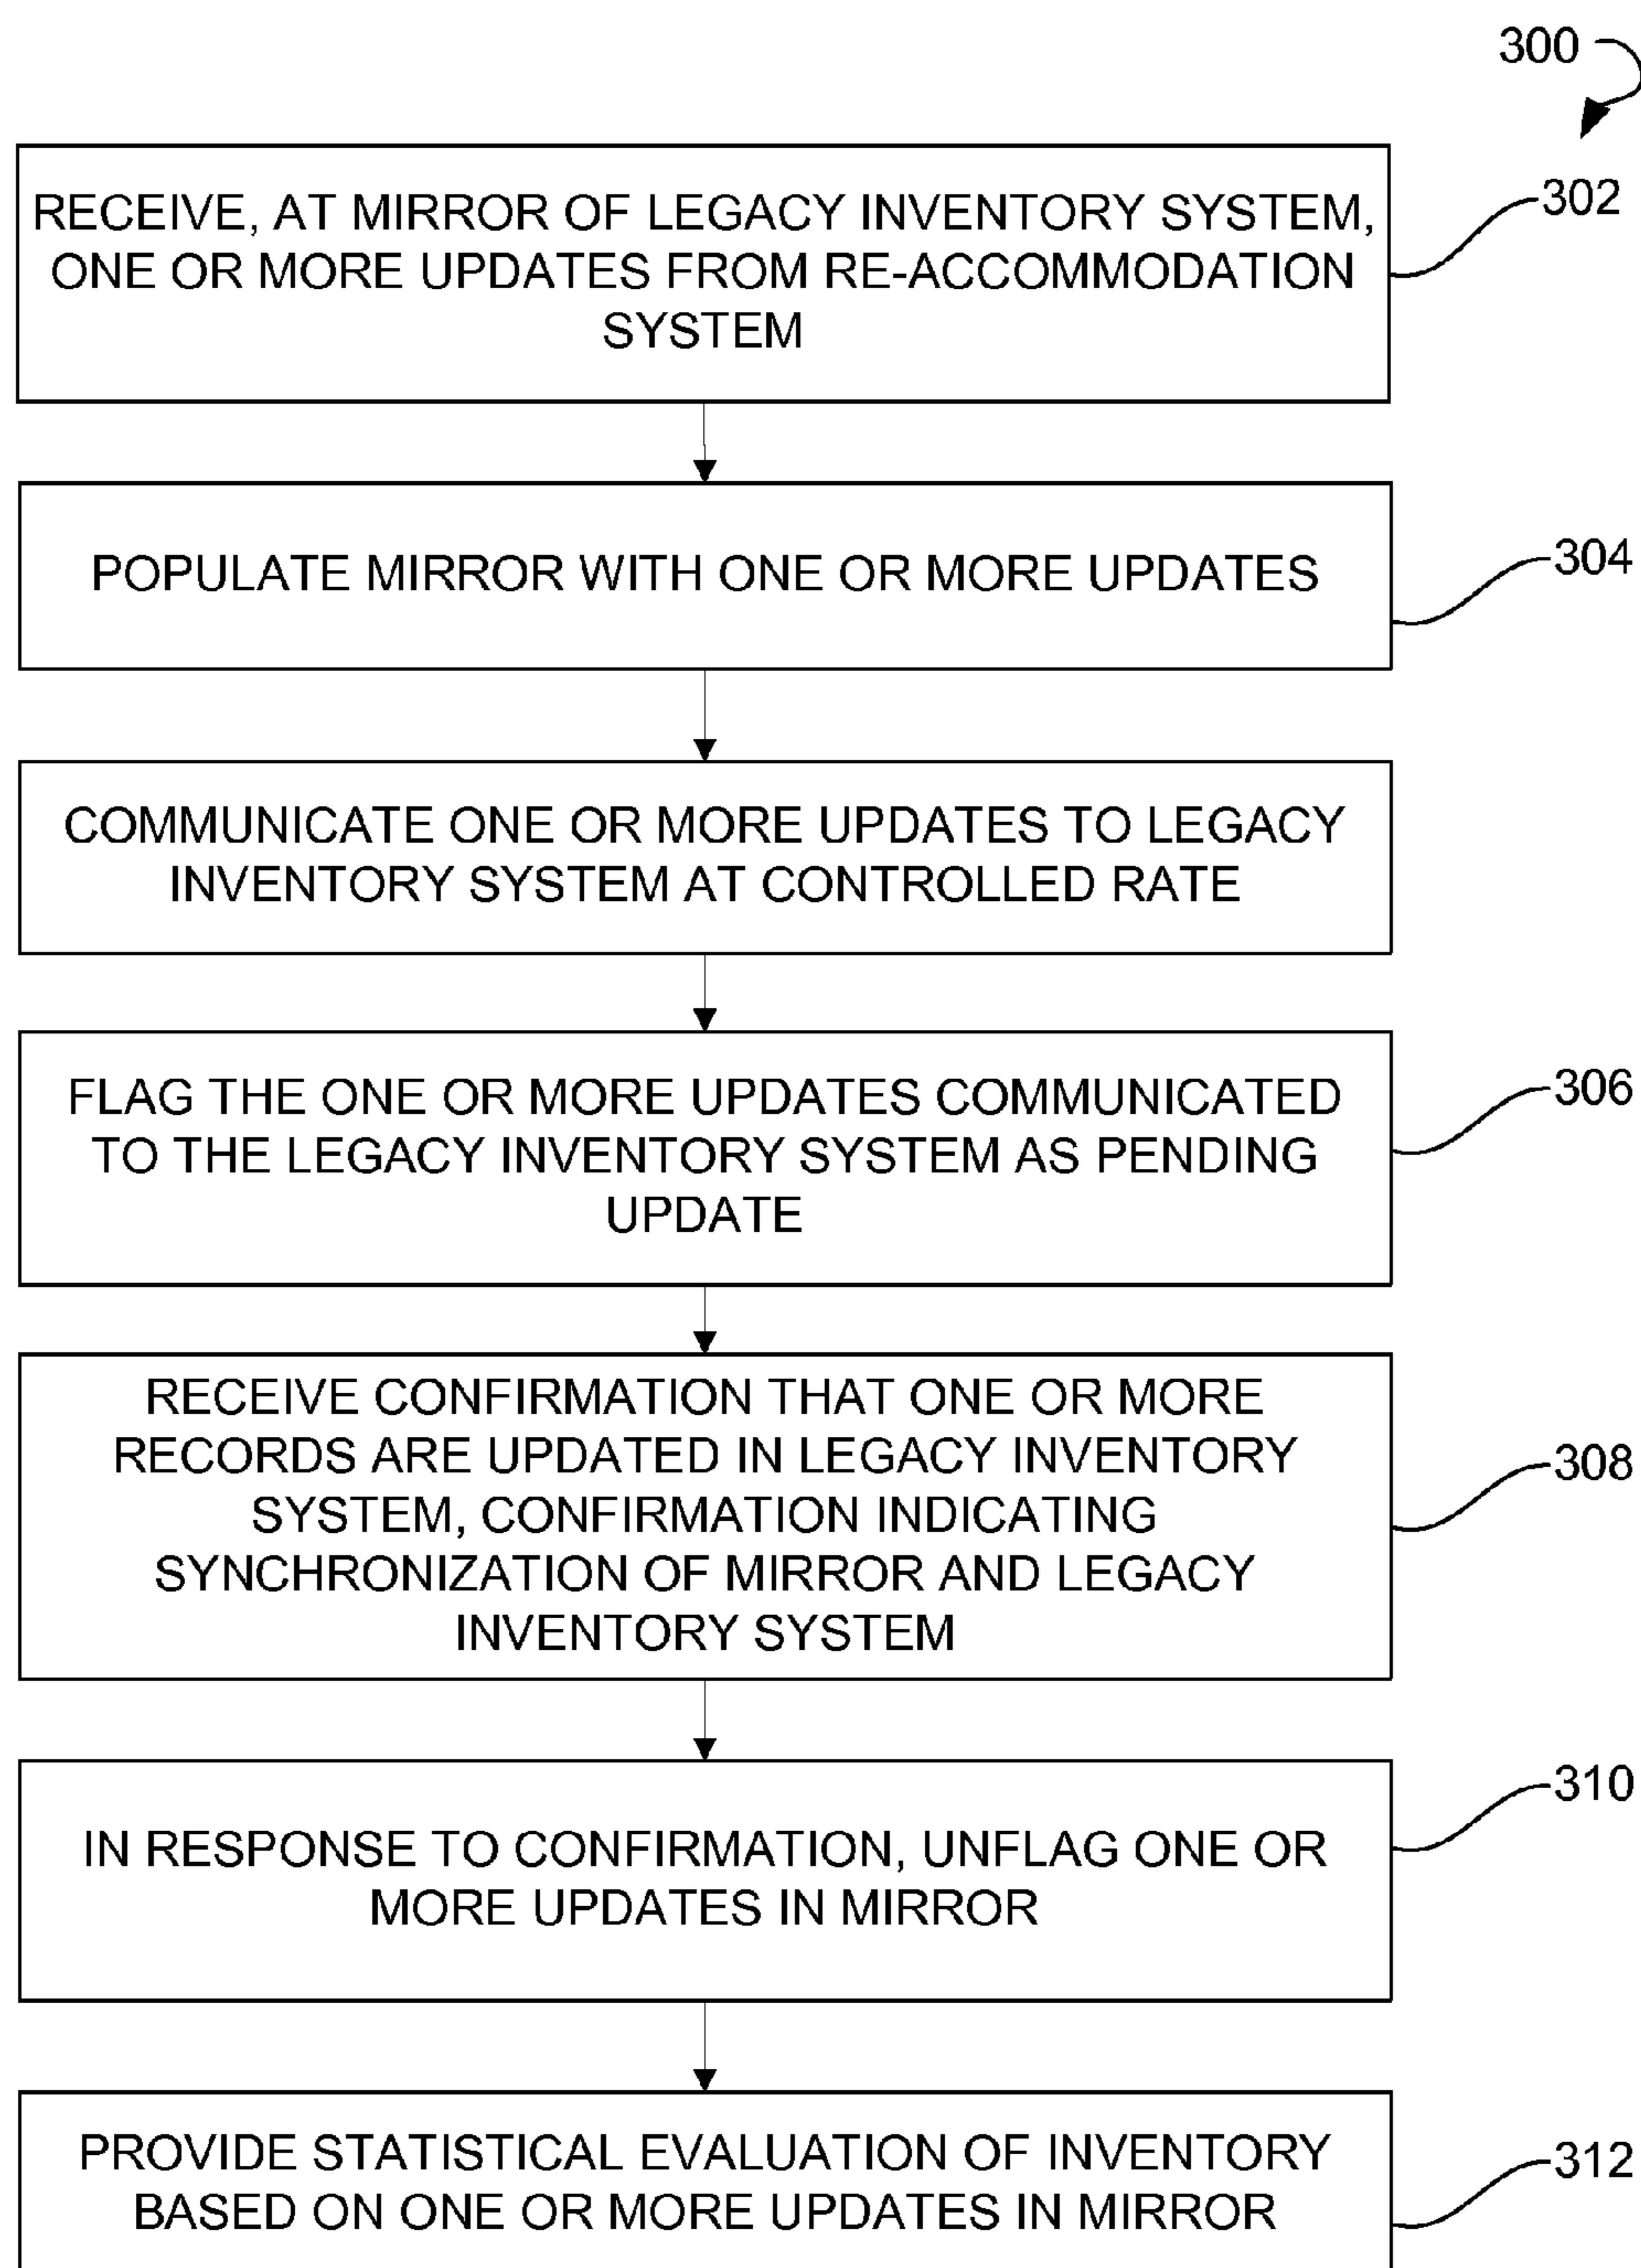 300
RECEIVE, AT MIRROR OF LEGACY INVENTORY SYSTEM,
ONE OR MORE UPDATES FROM RE-ACCOMMODATION
SYSTEM
302
POPULATE MIRROR WITH ONE OR MORE UPDATES
304
COMMUNICATE ONE OR MORE UPDATES TO LEGACY
INVENTORY SYSTEM AT CONTROLLED RATE
FLAG THE ONE OR MORE UPDATES COMMUNICATED
TO THE LEGACY INVENTORY SYSTEM AS PENDING
UPDATE
306
RECEIVE CONFIRMATION THAT ONE OR MORE
RECORDS ARE UPDATED IN LEGACY INVENTORY
SYSTEM, CONFIRMATION INDICATING
SYNCHRONIZATION OF MIRROR AND LEGACY
INVENTORY SYSTEM
308
IN RESPONSE TO CONFIRMATION, UNFLAG ONE OR
MORE UPDATES IN MIRROR
310
PROVIDE STATISTICAL EVALUATION OF INVENTORY
BASED ON ONE OR MORE UPDATES IN MIRROR
312